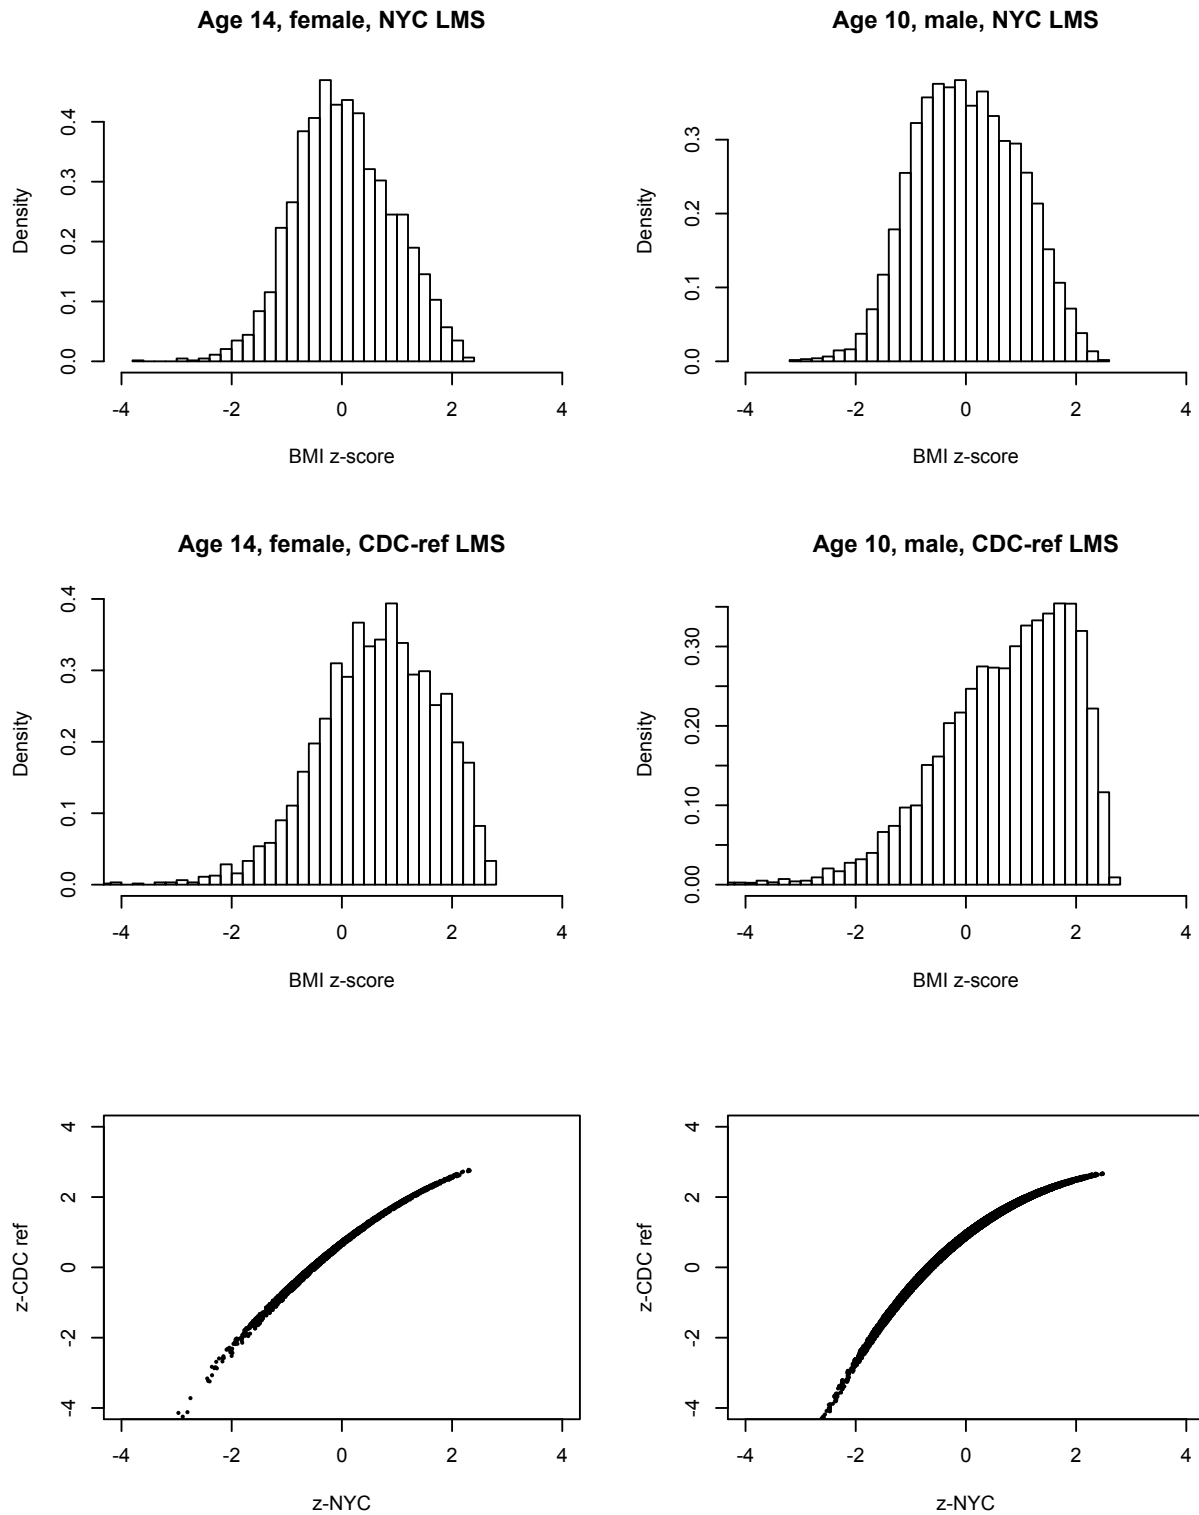 Age 14, female, NYC LMS
Density
0.0 0.1 0.2 0.3 0.4
-4 -2 0 2 4
BMI z-score
Age 10, male, NYC LMS
Density
0.0 0.1 0.2 0.3
-4 -2 0 2 4
BMI z-score
Age 14, female, CDC-ref LMS
Density
0.0 0.1 0.2 0.3 0.4
-4 -2 0 2 4
BMI z-score
Age 10, male, CDC-ref LMS
Density
0.00 0.10 0.20 0.30
-4 -2 0 2 4
BMI z-score
z-CDC ref
-4 -2 0 2 4
-4 -2 0 2 4
z-NYC
z-CDC ref
-4 -2 0 2 4
-4 -2 0 2 4
z-NYC